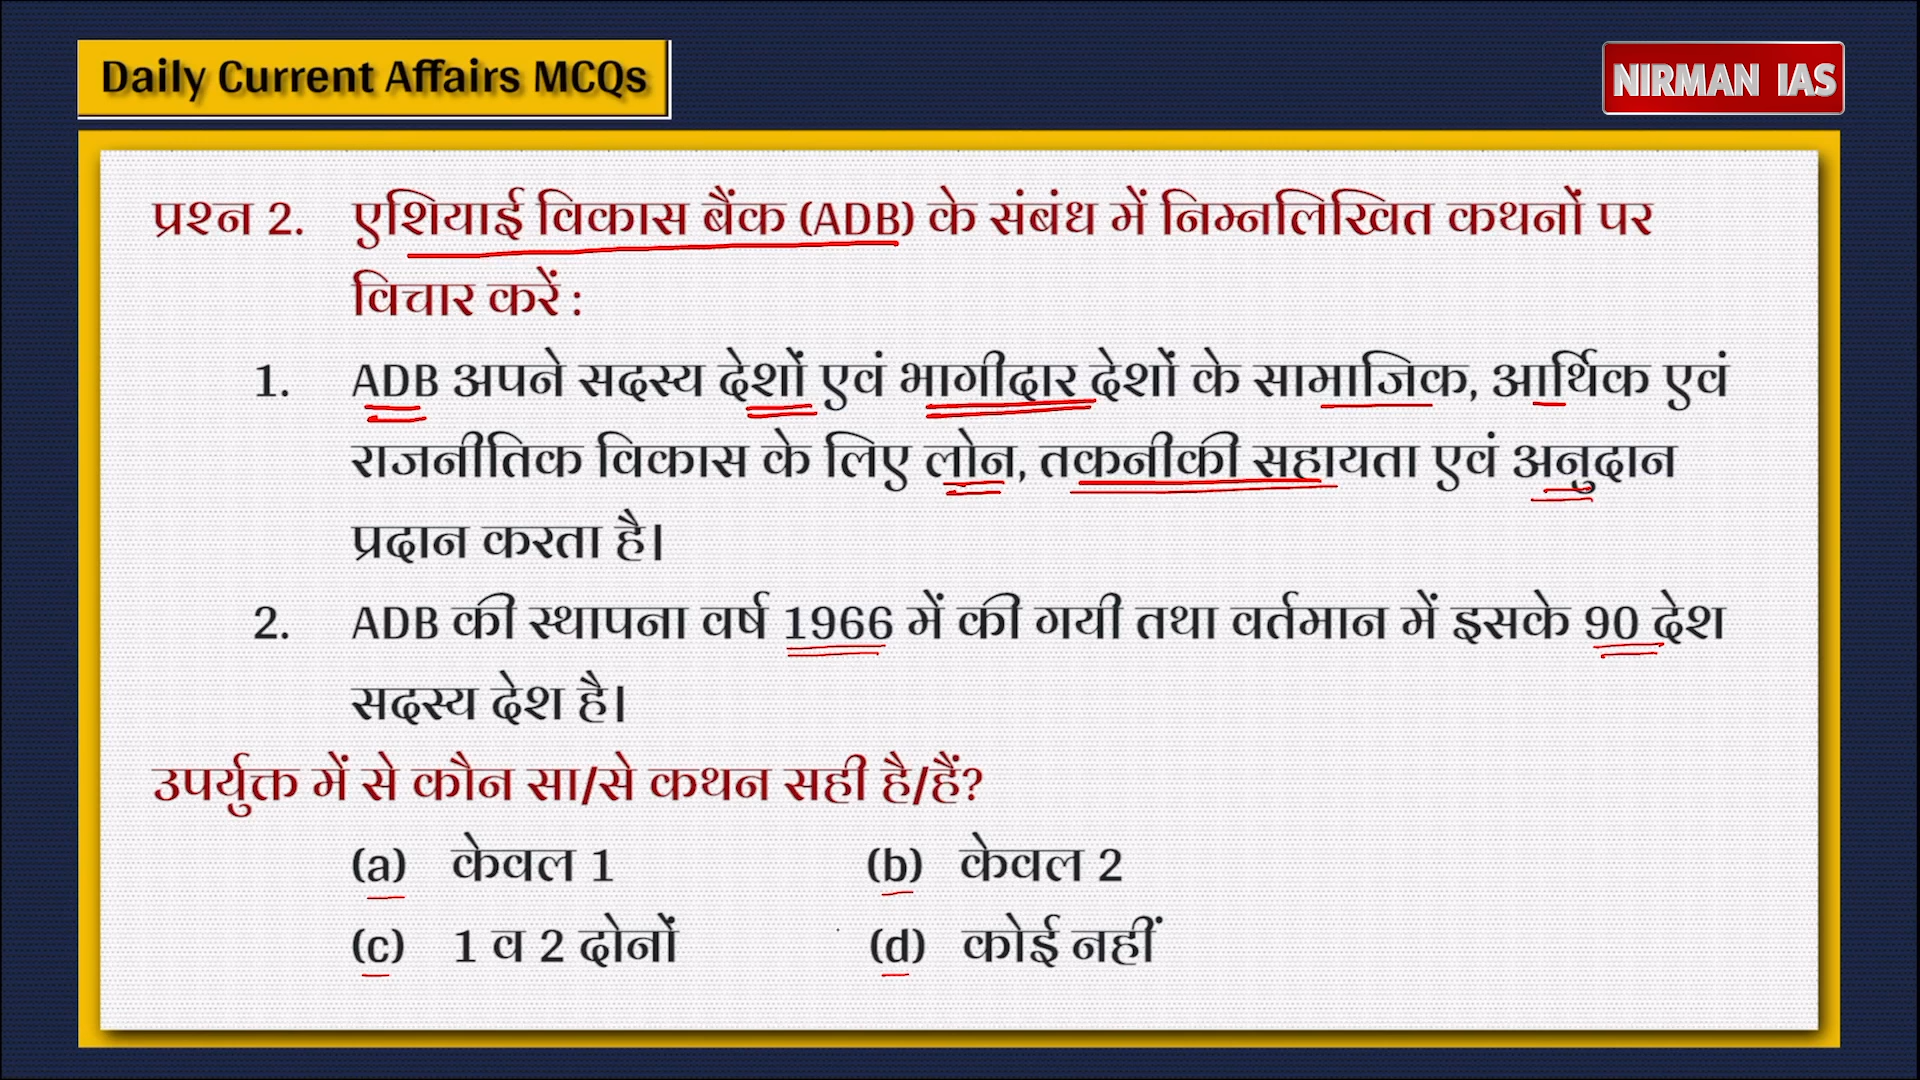 Daily Current Affairs MCQs
NIRMAN IAS
प्रश्न 2. एशियाई विकास बैंक (ADB) के संबंध में निम्नलिखित कथनों पर
विचार करें :
1. ADB अपने सदस्य देशों एवं भागीदार देशों के सामाजिक, आर्थिक एवं
राजनीतिक विकास के लिए लोन, तकनीकी सहायता एवं अनुदान
प्रदान करता है।
2. ADB की स्थापना वर्ष 1966 में की गयी तथा वर्तमान में इसके 90 देश
सदस्य देश है।
उपर्युक्त में से कौन सा/से कथन सही है/हैं?
(a) केवल 1 (b) केवल 2
(c) 1 व 2 दोनों (d) कोई नहीं